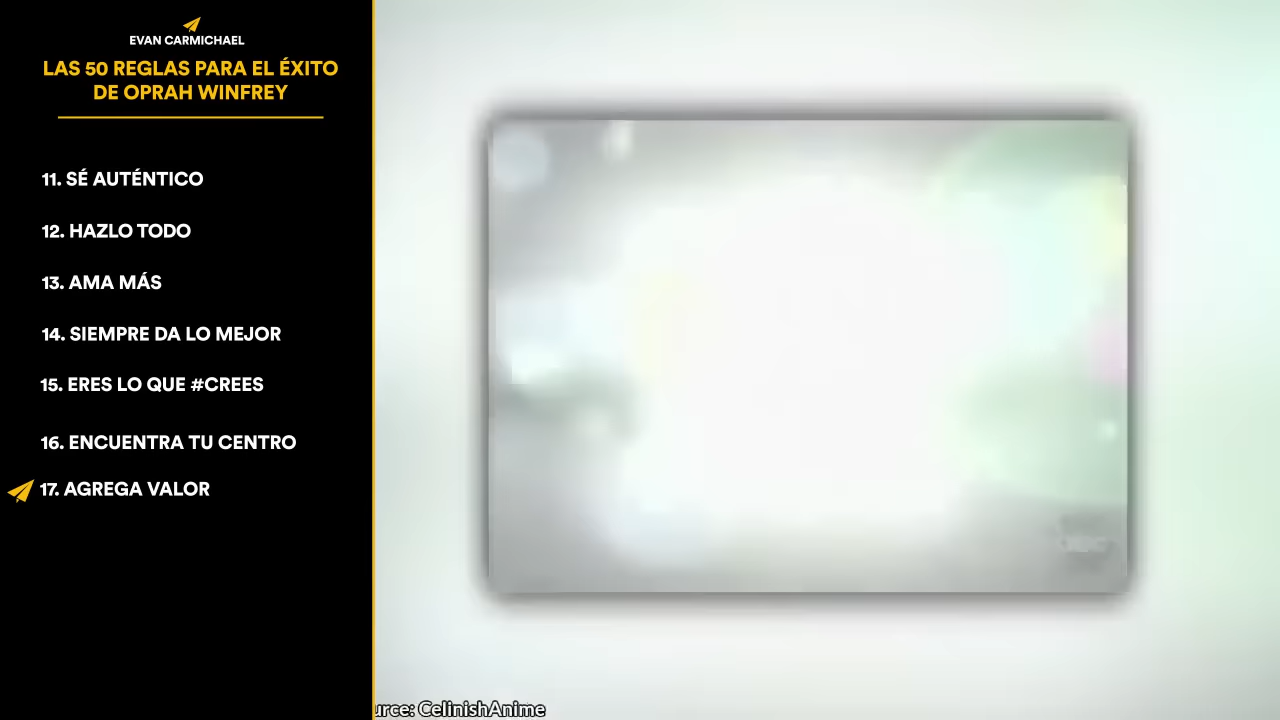 EVAN CARMICHAEL
LAS 50 REGLAS PARA EL ÉXITO
DE OPRAH WINFREY
11. SÉ AUTÉNTICO
12. HAZLO TODO
13. AMA MÁS
14. SIEMPRE DA LO MEJOR
15. ERES LO QUE #CREES
16. ENCUENTRA TU CENTRO
17. AGREGA VALOR
urce: CelinishAnime